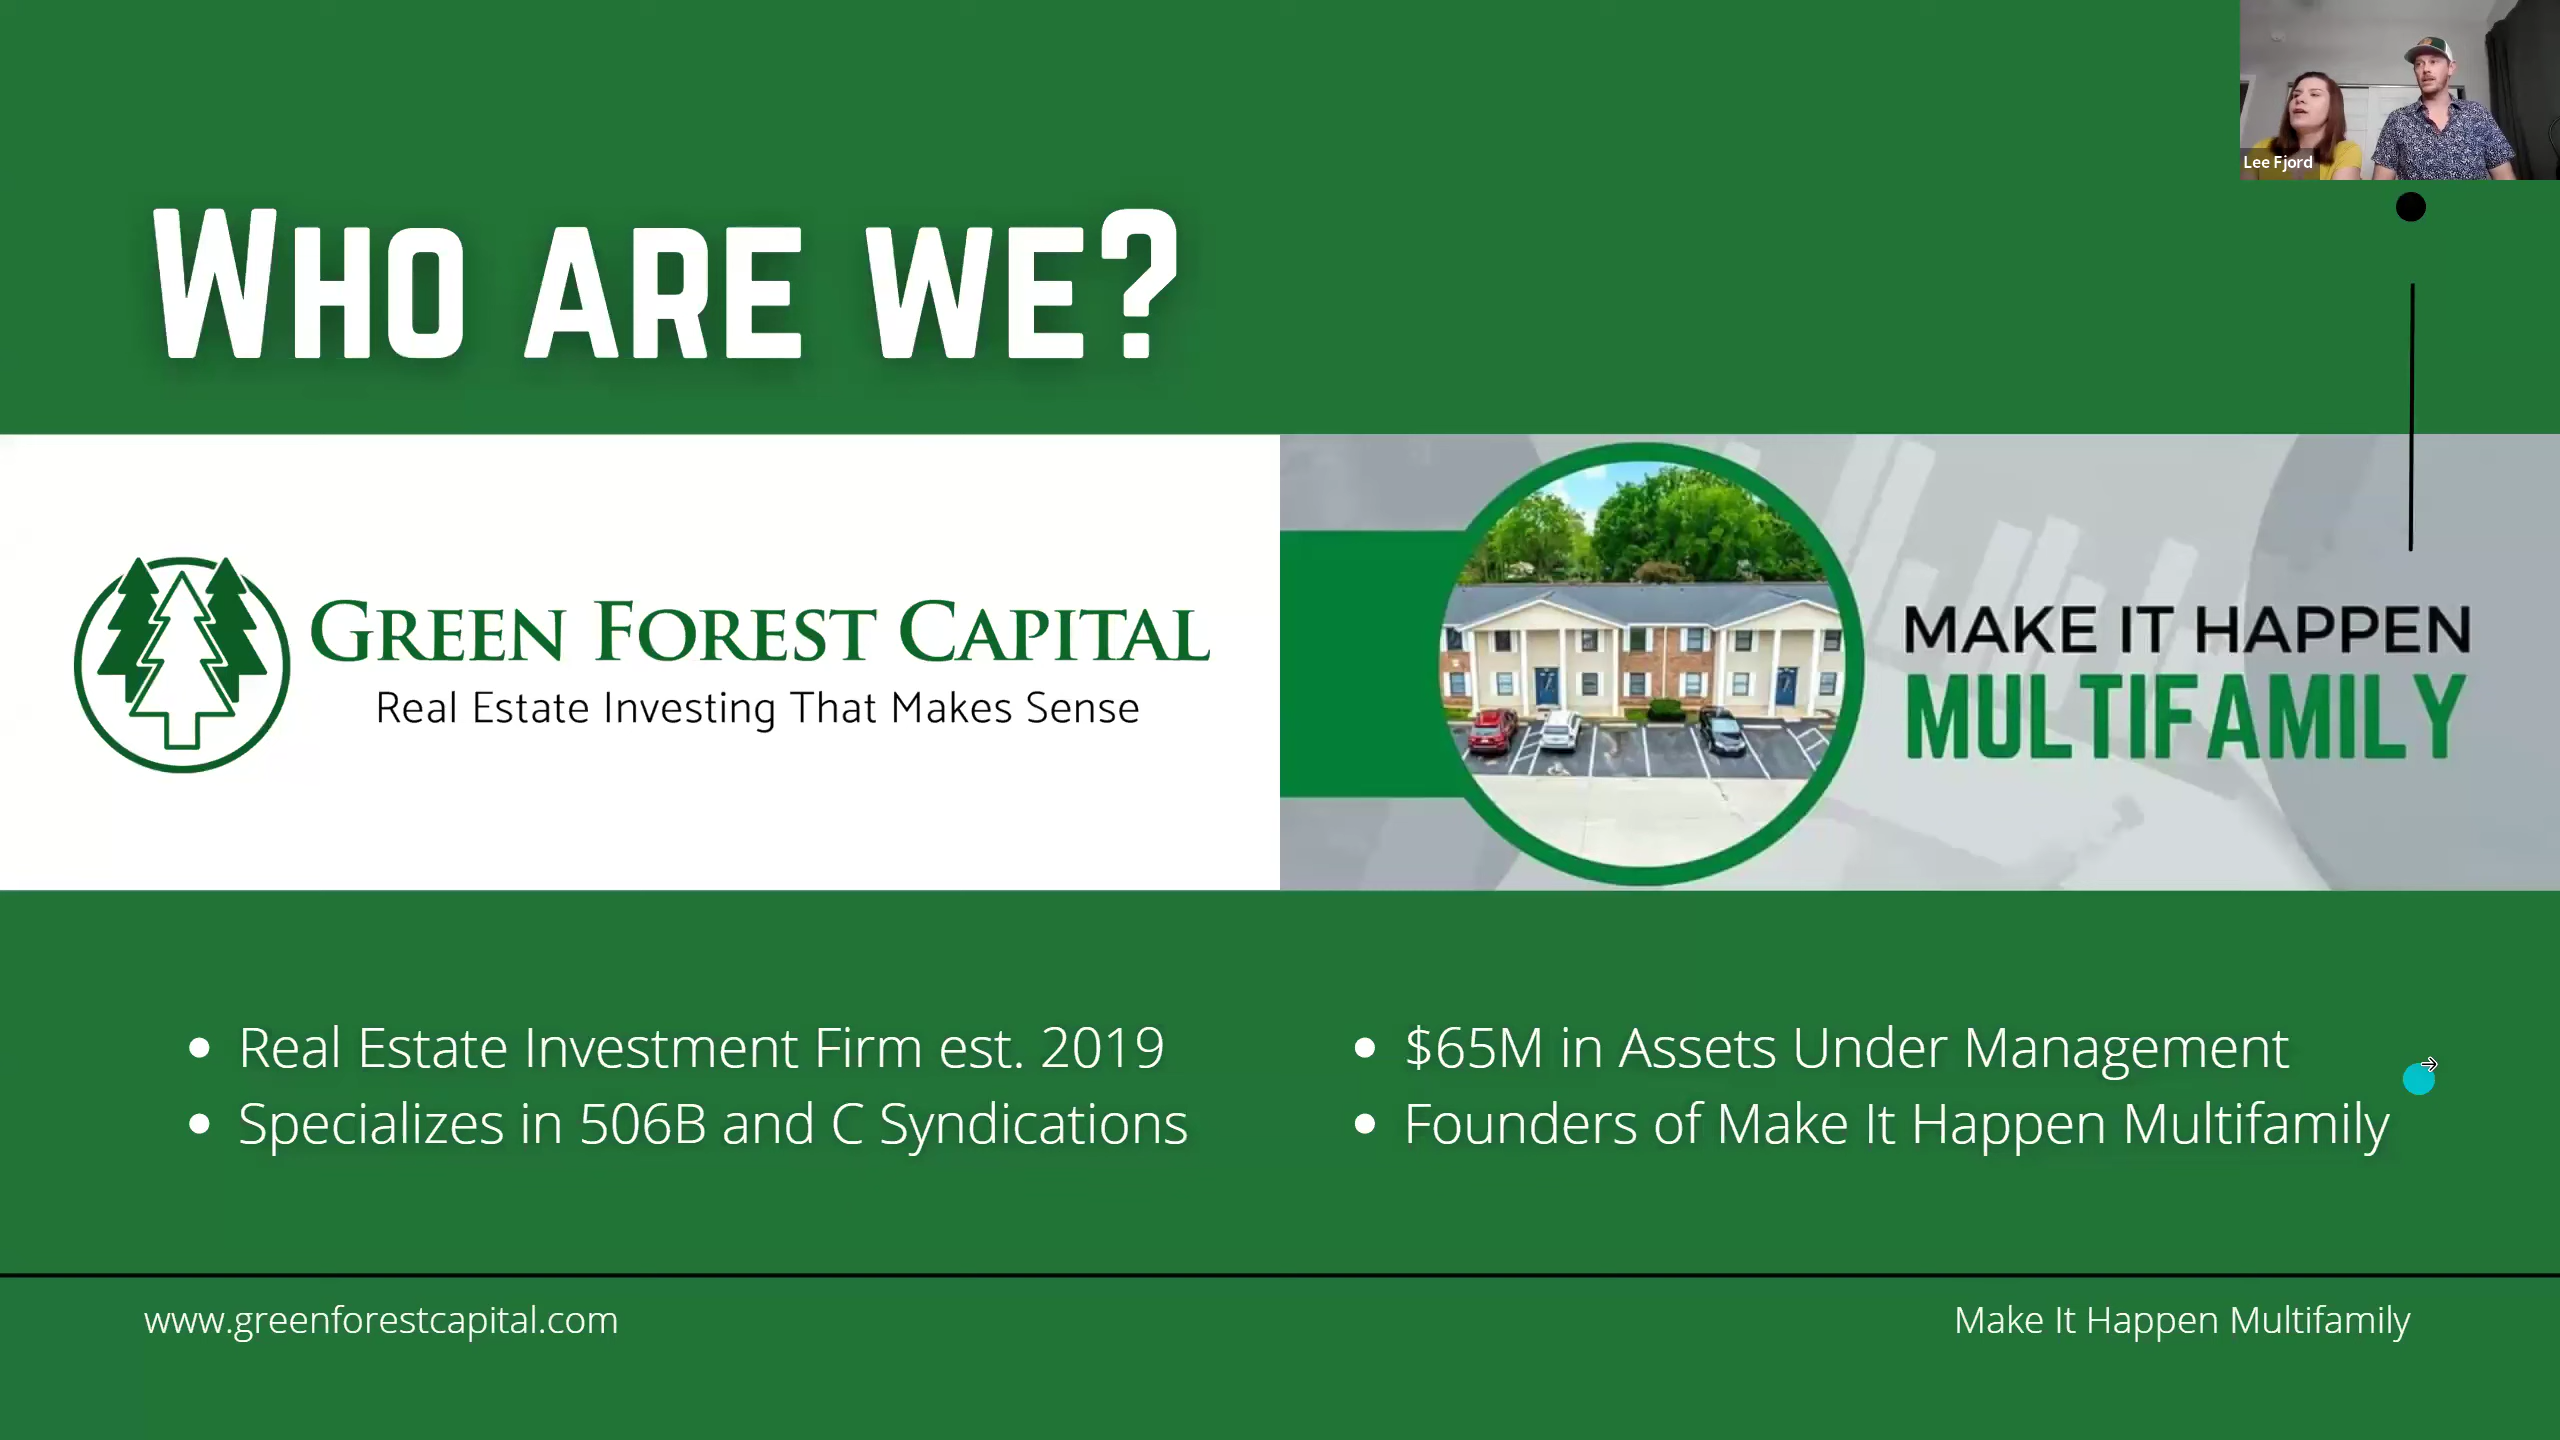 Lee Fjord
WHO ARE WE?
GREEN FOREST CAPITAL
Real Estate Investing That Makes Sense
MAKE IT HAPPEN
MULTIFAMILY
Real Estate Investment Firm est. 2019
Specializes in 506B and C Syndications
$65M in Assets Under Management
Founders of Make It Happen Multifamily
www.greenforestcapital.com
Make It Happen Multifamily